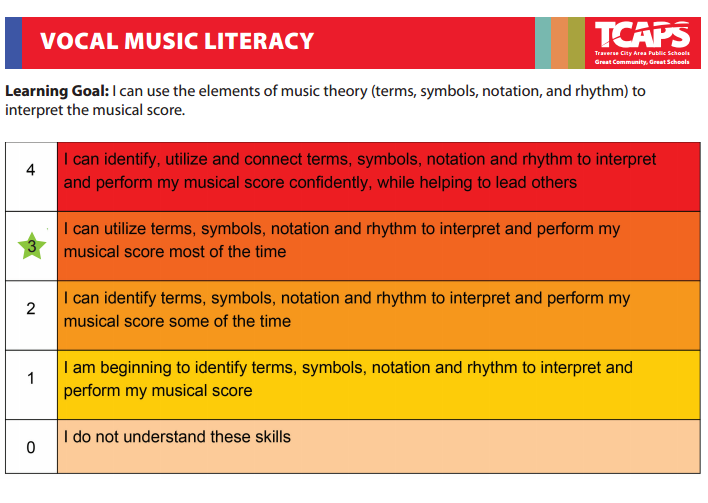 VOCAL MUSIC LITERACY
TCAPS
Traverse City Area Public Schools
Great Community, Great Schools
Learning Goal: I can use the elements of music theory (terms, symbols, notation, and rhythm) to
interpret the musical score.
4
I can identify, utilize and connect terms, symbols, notation and rhythm to interpret
and perform my musical score confidently, while helping to lead others
3
I can utilize terms, symbols, notation and rhythm to interpret and perform my
musical score most of the time
2
I can identify terms, symbols, notation and rhythm to interpret and perform my
musical score some of the time
1
I am beginning to identify terms, symbols, notation and rhythm to interpret and
perform my musical score
0
I do not understand these skills